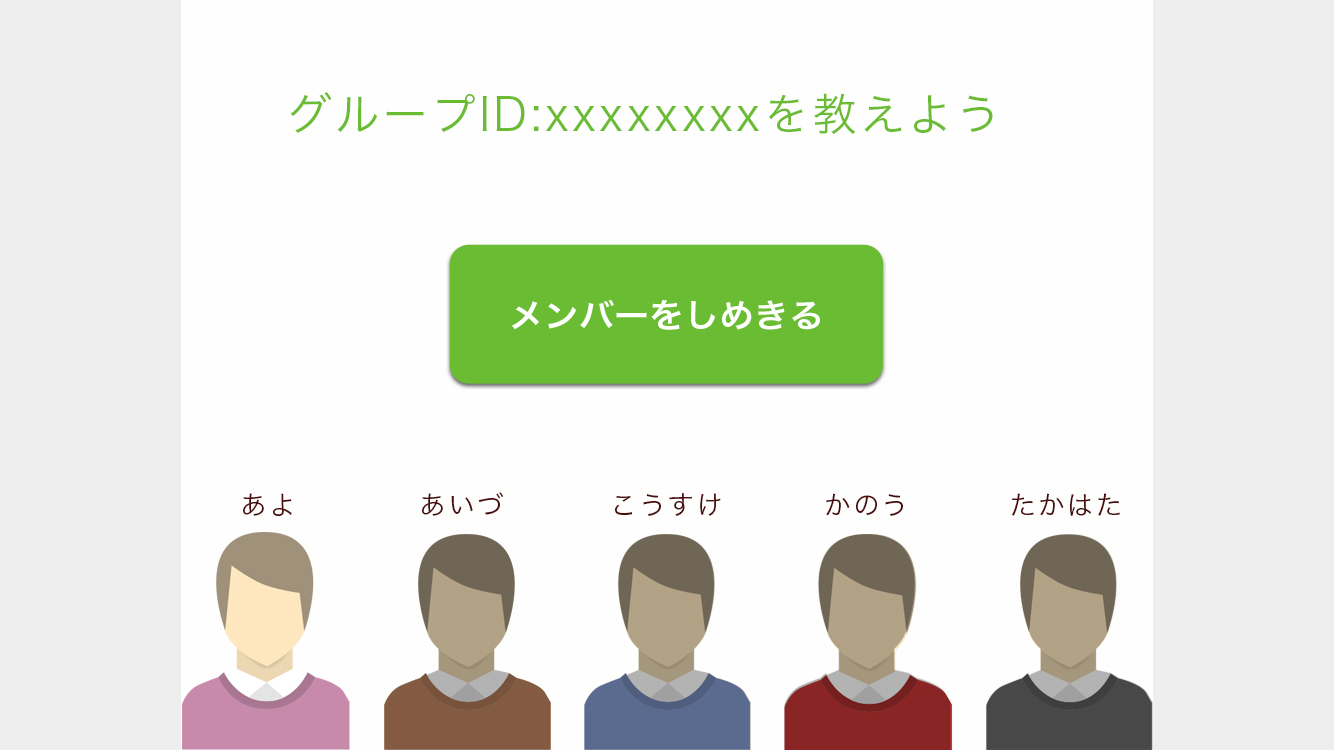 グループID:xxxxxxxxを教えよう
メンバーをしめきる
あよ
あいづ
こうすけ
かのう
たかはた